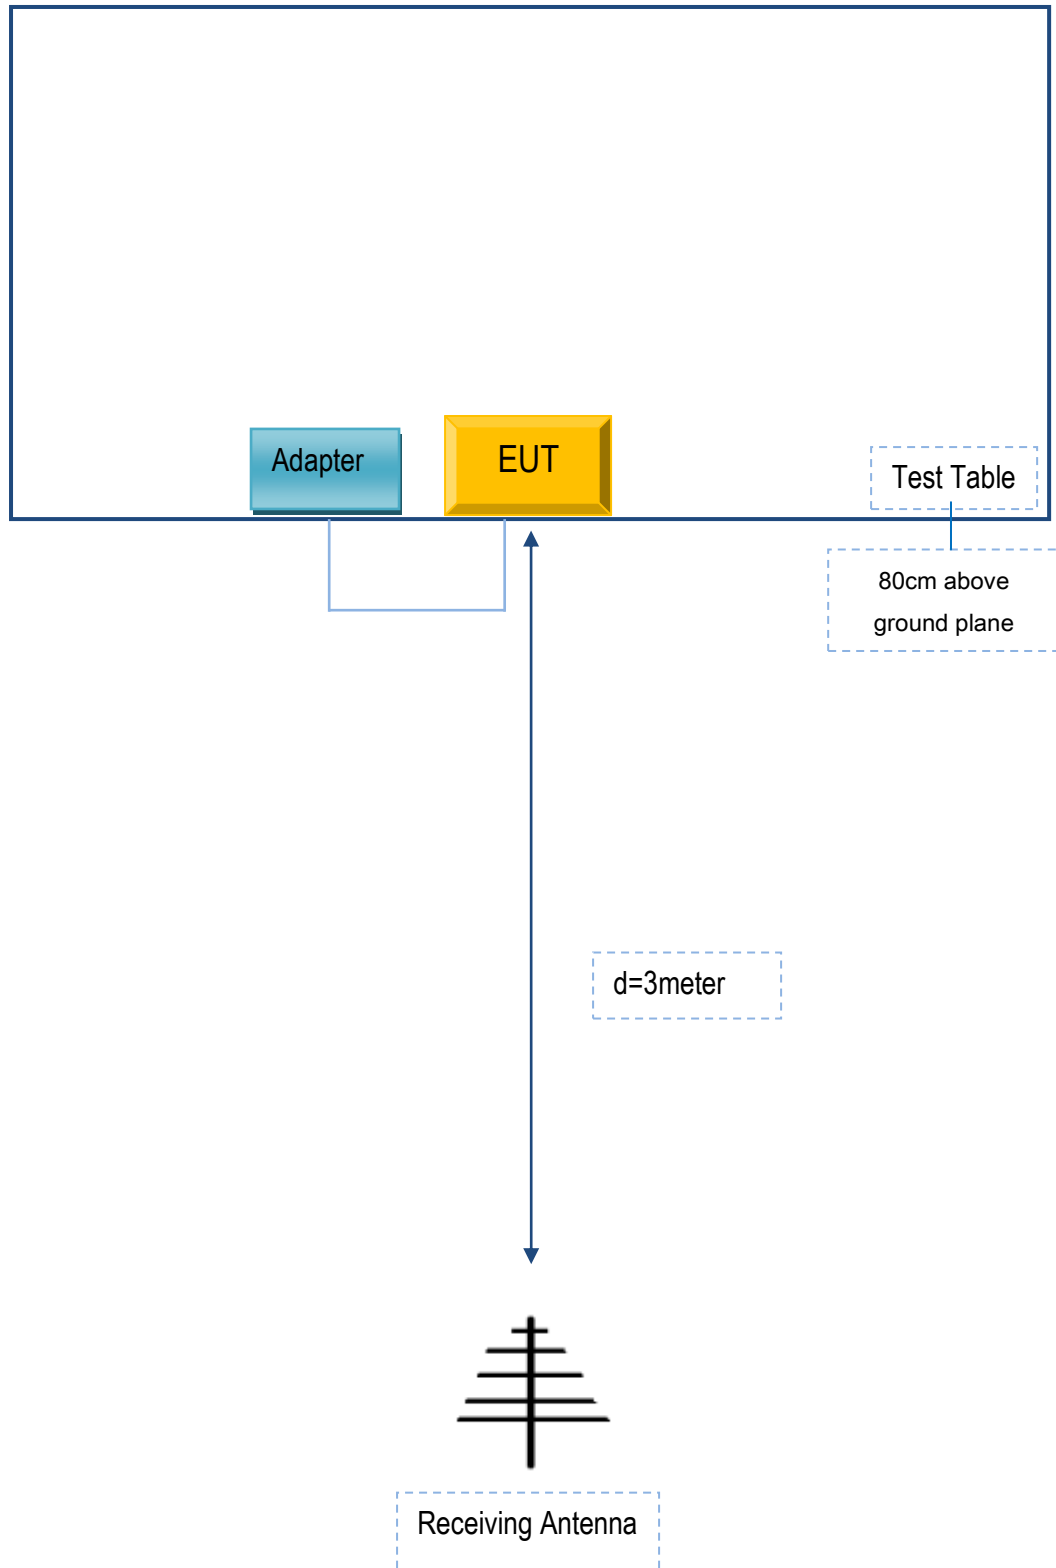 Adapter
EUT
Test Table
80cm above
ground plane
d=3meter
Receiving Antenna